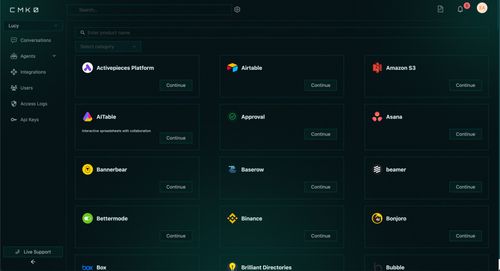 CMK0
Search...
5
Lucy
Enter product name
Conversations
Select category
Agents
Activepieces Platform
Airtable
Amazon S3
Integrations
Continue
Continue
Continue
Users
Access Logs
AITable
Approval
Asana
Api Keys
Interactive spreadsheets with collaboration
Continue
Continue
Continue
Bannerbear
Baserow
beamer
Continue
Continue
Continue
Bettermode
Binance
Bonjoro
Continue
Continue
Continue
Live Support
box
Box
Brilliant Directories
Bubble